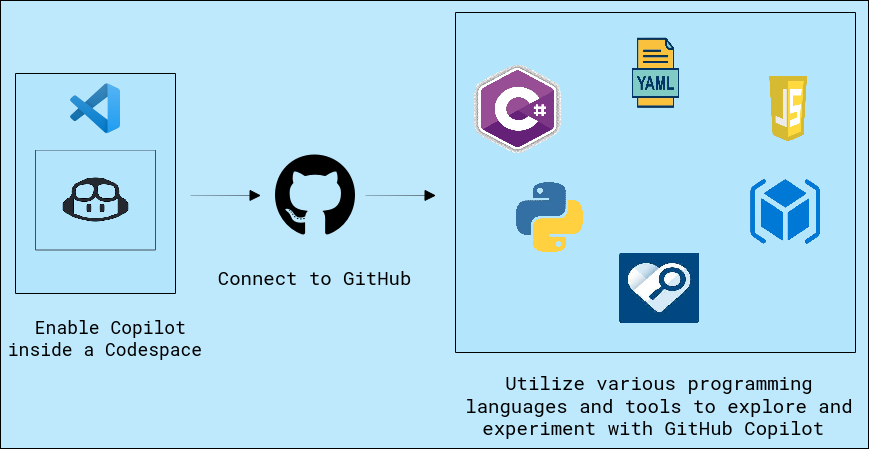 YAML
C#
JS
Connect to GitHub
Enable Copilot
inside a Codespace
Utilize various programming
languages and tools to explore and
experiment with GitHub Copilot